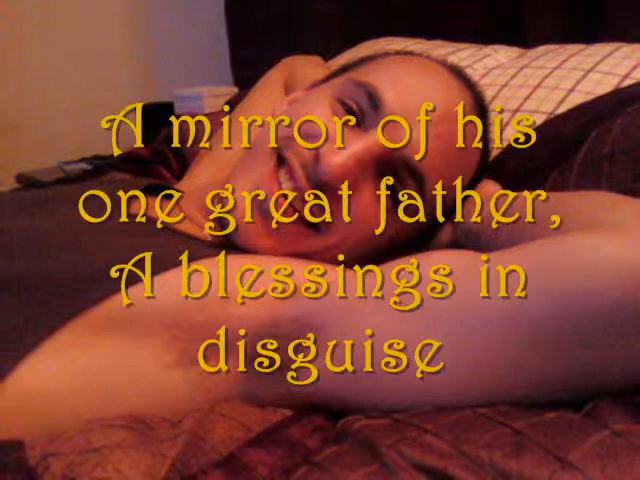 A mirror of his
one great father,
A blessings in
disguise